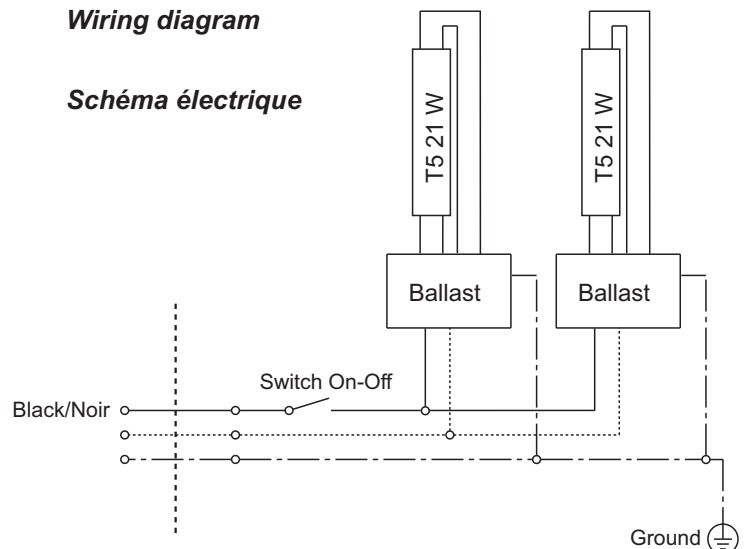 Wiring diagram
Schéma électrique
T5 21 W
T5 21 W
Ballast
Ballast
Switch On-Off
Black/Noir
Ground